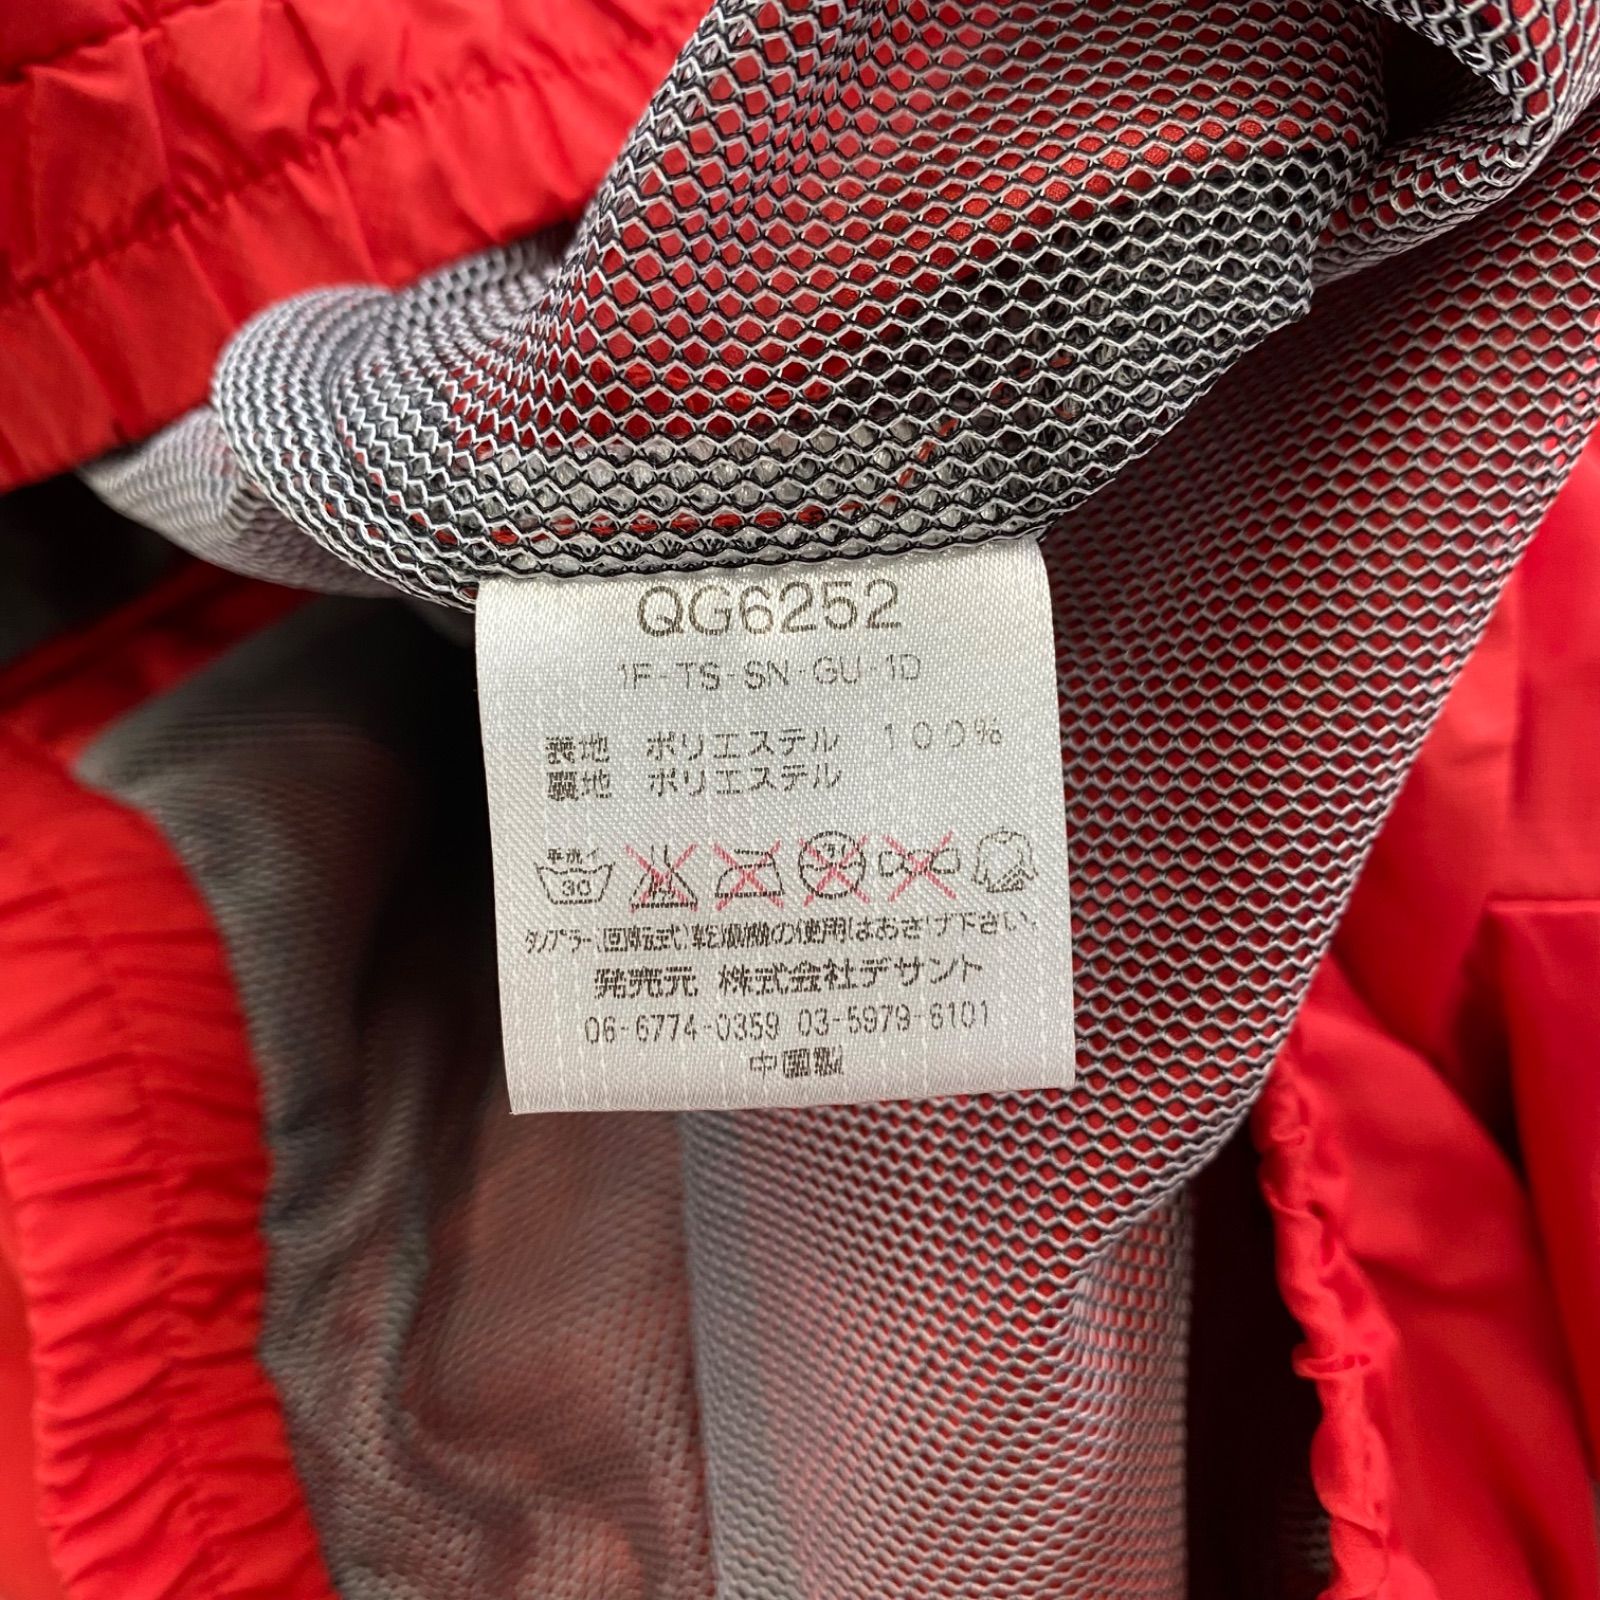 QG6252
1F-TS-SN-GU-1D
表地 ポリエステル 100%
裏地 ポリエステル
手洗イ
30
タンブラー(回転式)乾燥機の使用はおさけ下さい。
発売元 株式会社デサント
06-6774-0359 03-5979-6101
中国製